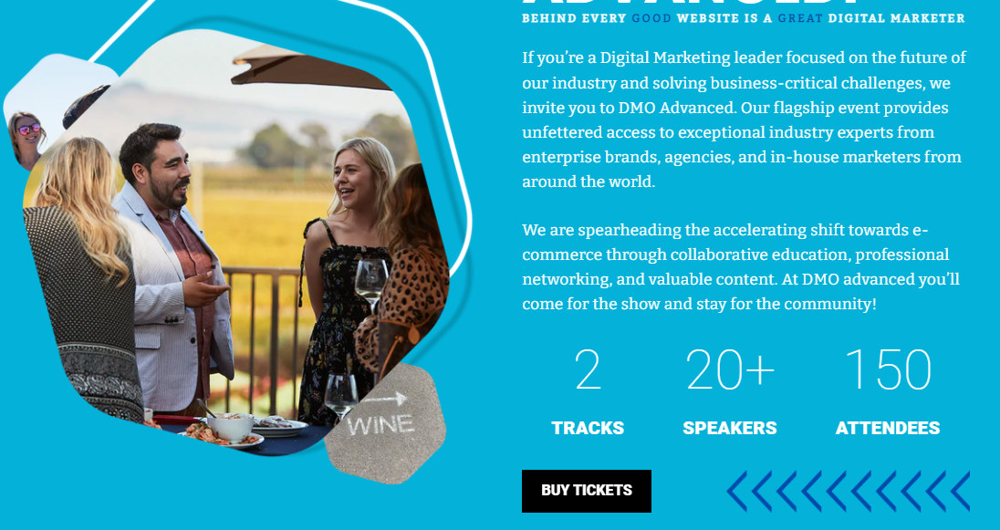 ADVANCED!
BEHIND EVERY GOOD WEBSITE IS A GREAT DIGITAL MARKETER
If you’re a Digital Marketing leader focused on the future of
our industry and solving business-critical challenges, we
invite you to DMO Advanced. Our flagship event provides
unfettered access to exceptional industry experts from
enterprise brands, agencies, and in-house marketers from
around the world.
We are spearheading the accelerating shift towards e-
commerce through collaborative education, professional
networking, and valuable content. At DMO advanced you’ll
come for the show and stay for the community!
2 20+ 150
TRACKS SPEAKERS ATTENDEES
WINE
BUY TICKETS